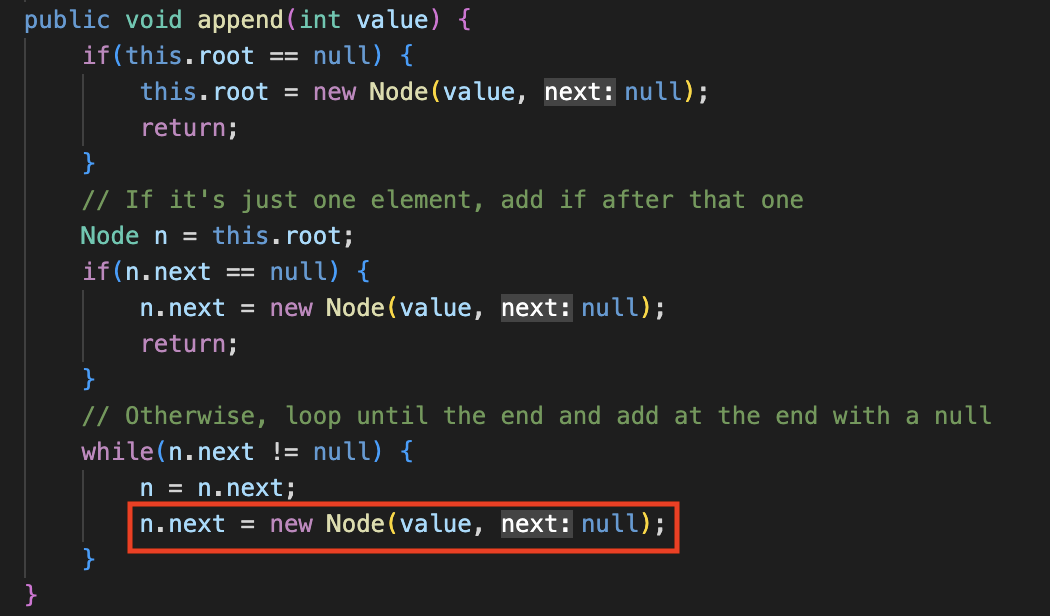 public void append(int value) {
if(this.root == null) {
this.root = new Node(value, next: null);
return;
}
// If it's just one element, add if after that one
Node n = this.root;
if(n.next == null) {
n.next = new Node(value, next: null);
return;
}
// Otherwise, loop until the end and add at the end with a null
while(n.next != null) {
n = n.next;
n.next = new Node(value, next: null);
}
}